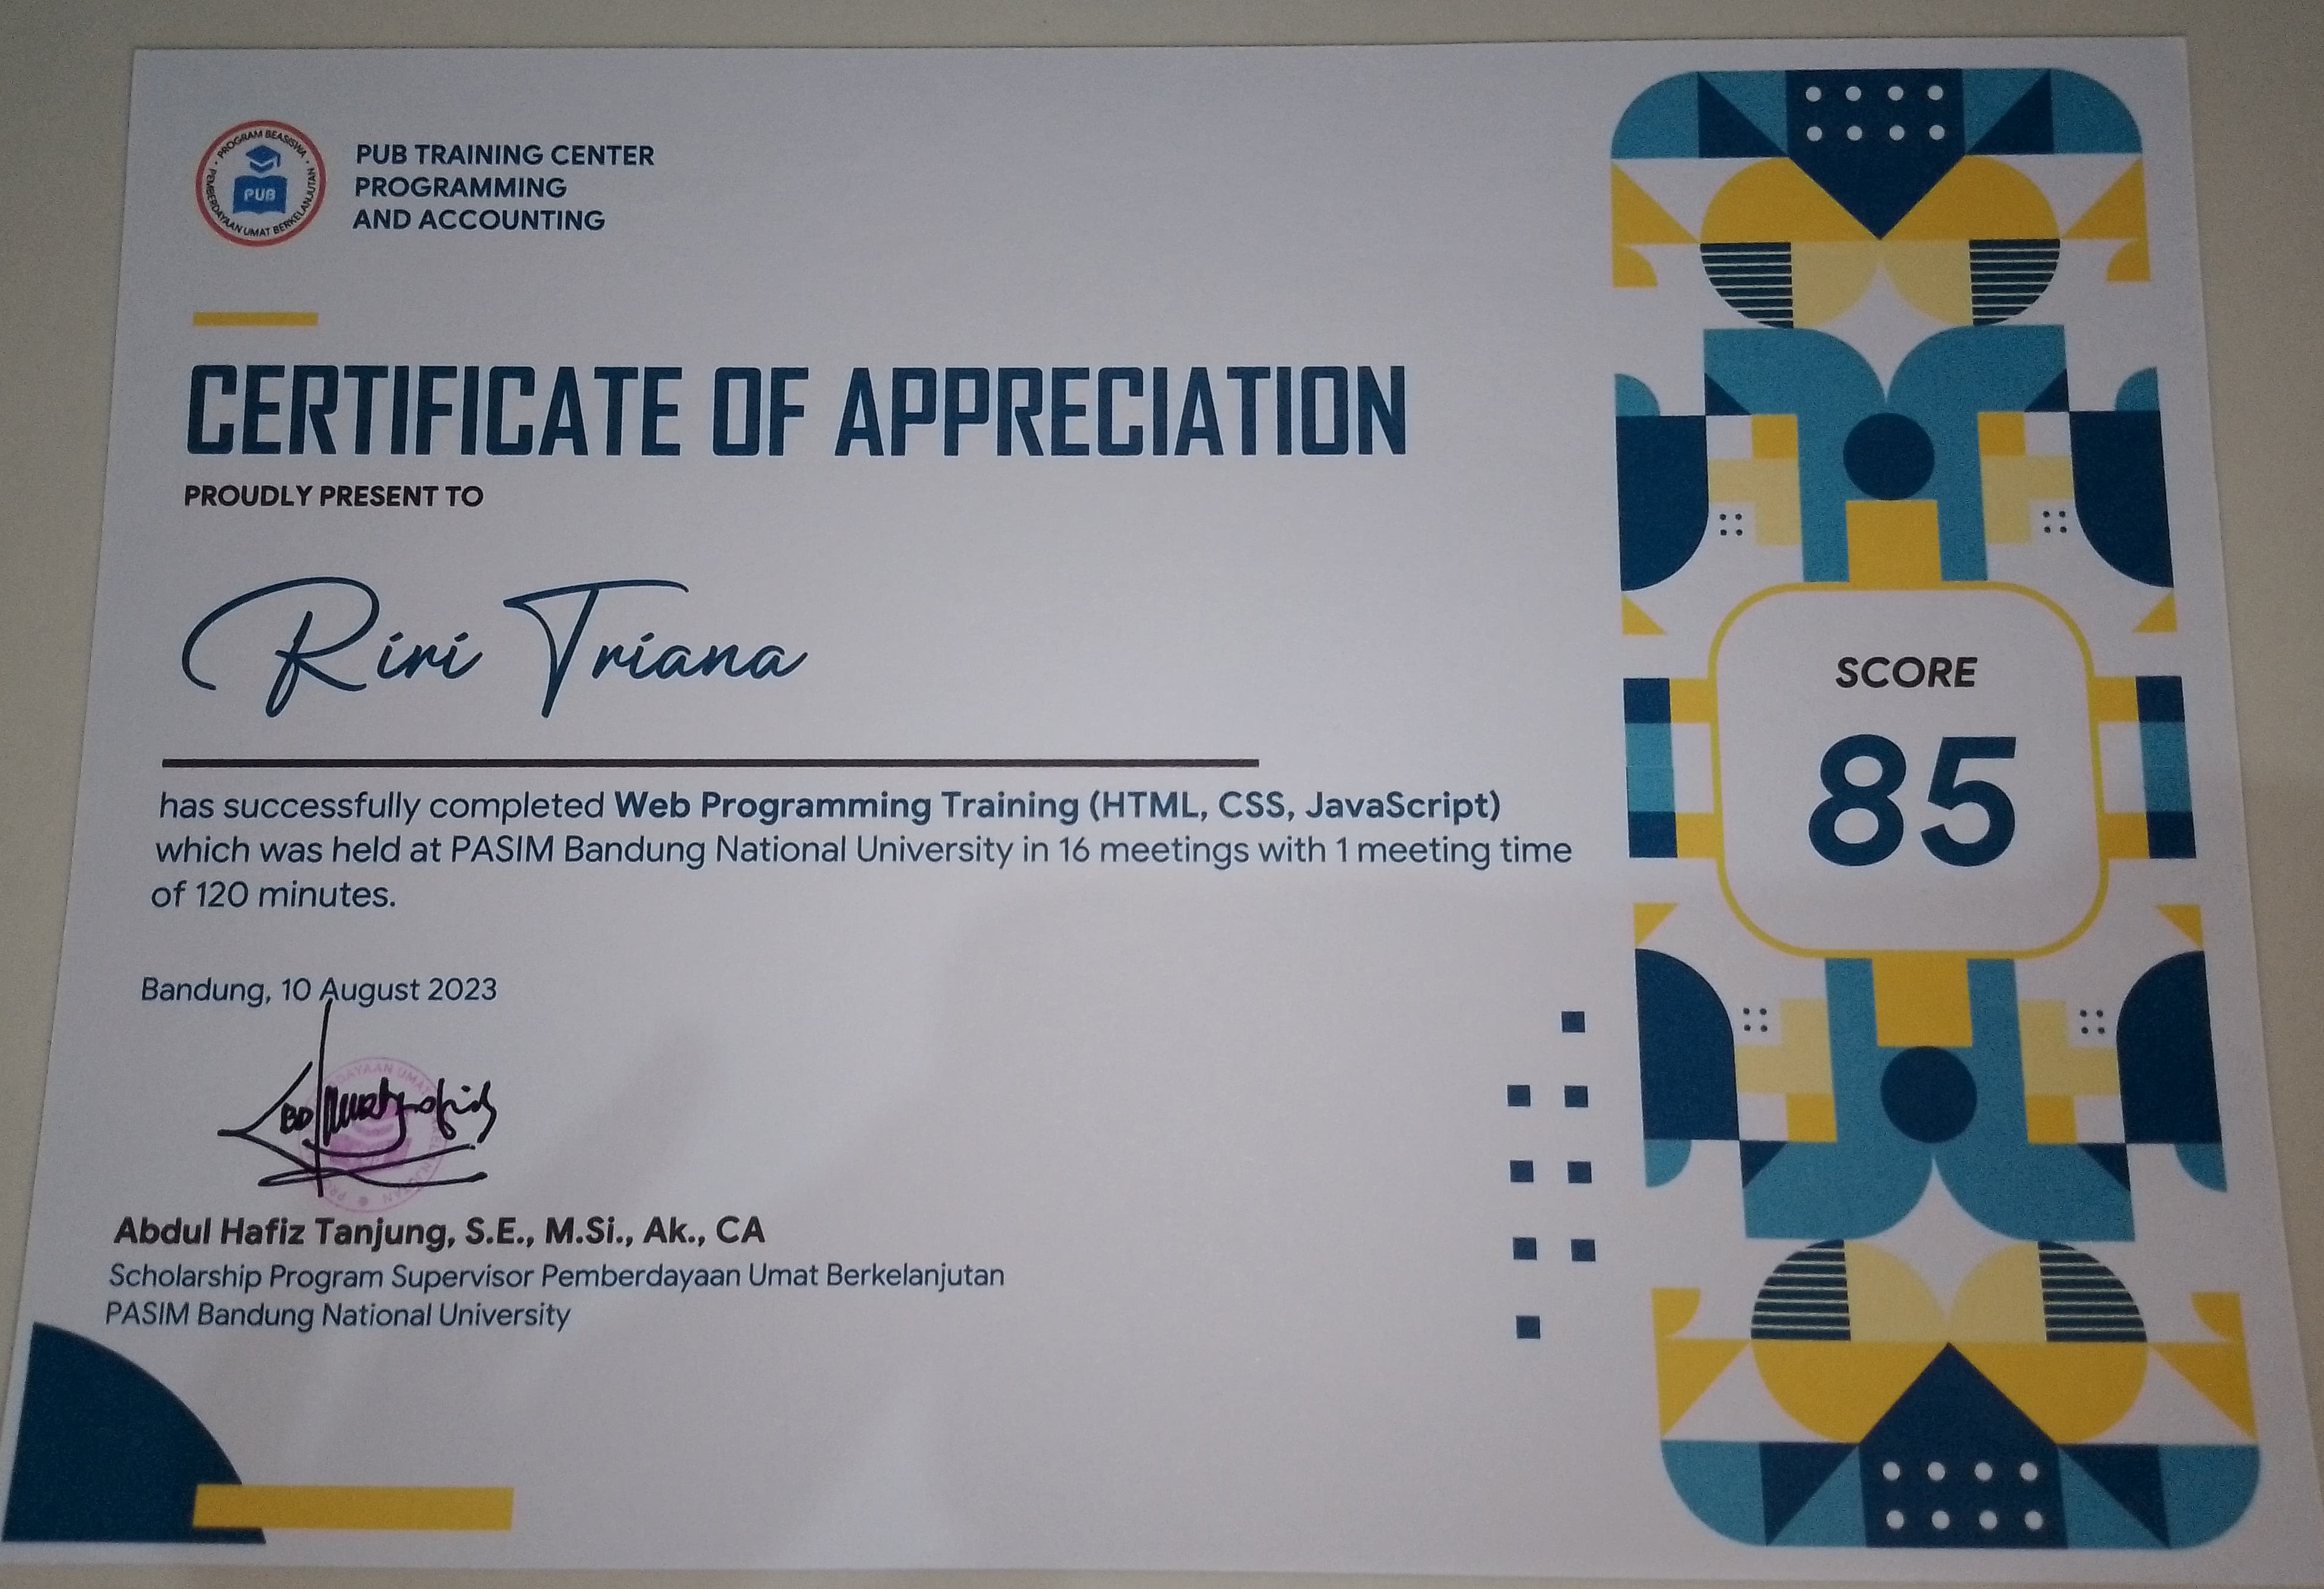 PROGRAM BEASISWA
PEMBERDAYAAN UMAT BERKELANJUTAN
PUB
PUB TRAINING CENTER
PROGRAMMING
AND ACCOUNTING
CERTIFICATE OF APPRECIATION
PROUDLY PRESENT TO
Riri Triana
has successfully completed Web Programming Training (HTML, CSS, JavaScript)
which was held at PASIM Bandung National University in 16 meetings with 1 meeting time
of 120 minutes.
Bandung, 10 August 2023
Abdul Hafiz Tanjung, S.E., M.Si., Ak., CA
Scholarship Program Supervisor Pemberdayaan Umat Berkelanjutan
PASIM Bandung National University
SCORE
85